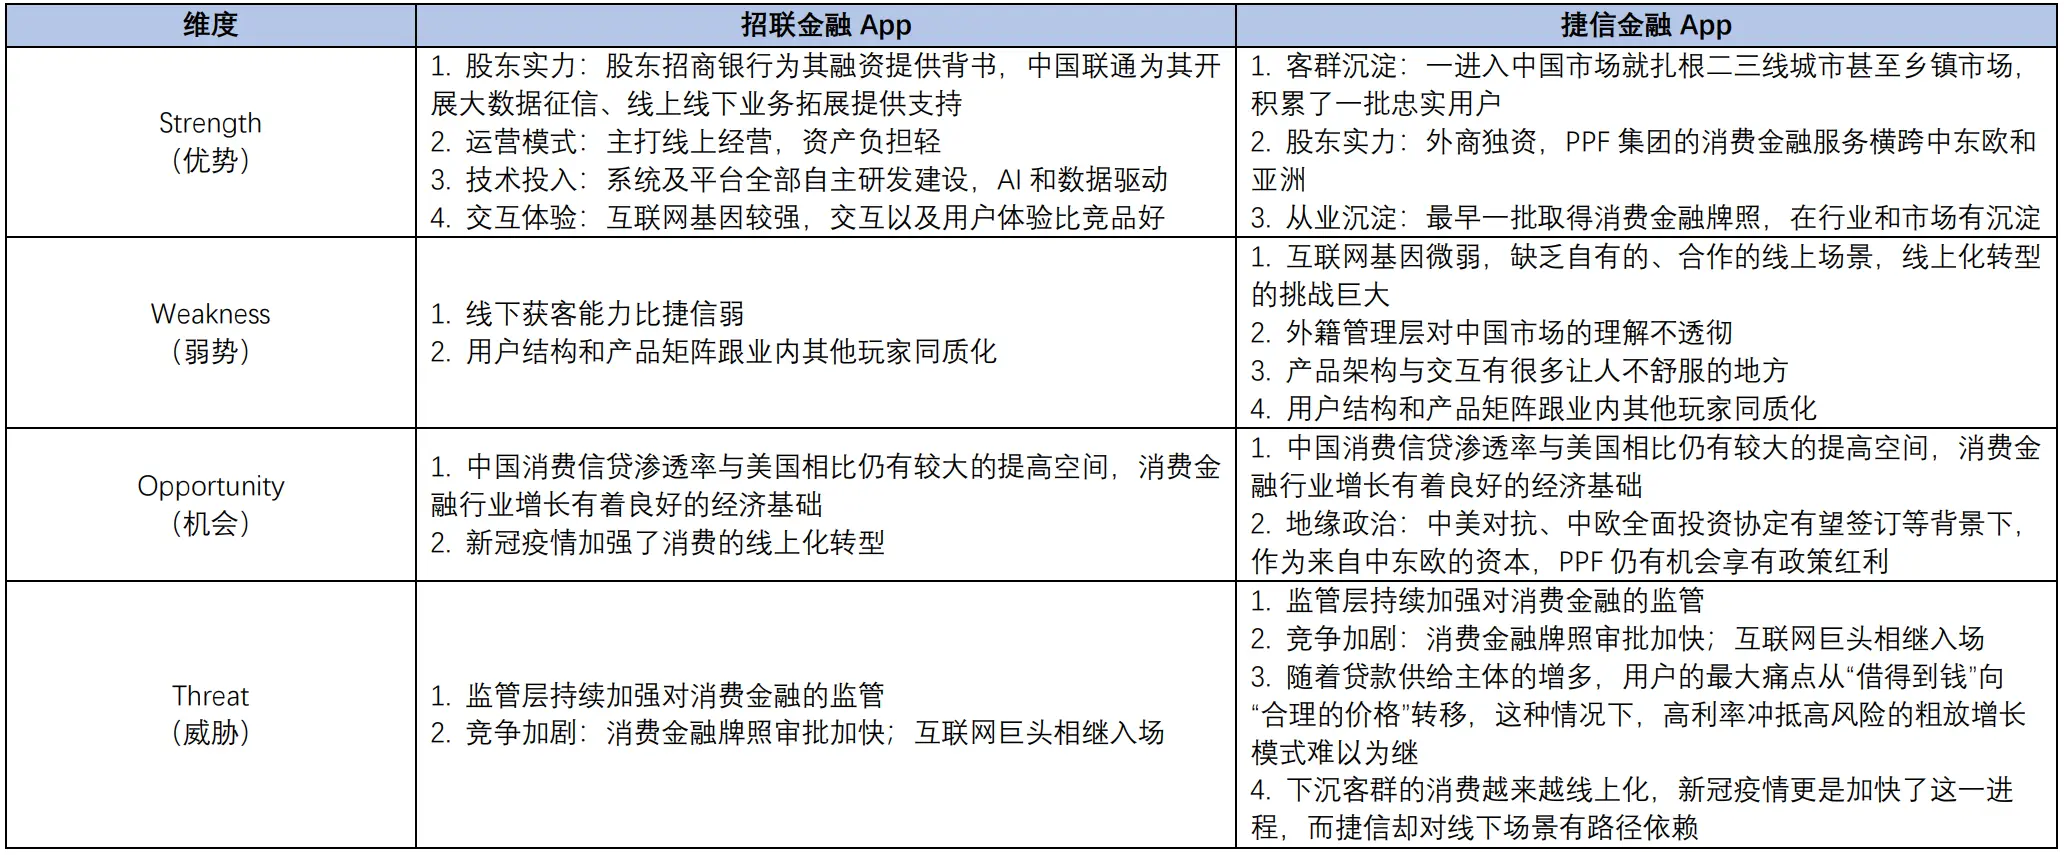 维度
招联金融 App
捷信金融 App
Strength
（优势）
1. 股东实力：股东招商银行为其融资提供背书，中国联通为其开
展大数据征信、线上线下业务拓展提供支持
2. 运营模式：主打线上经营，资产负担轻
3. 技术投入：系统及平台全部自主研发建设，AI 和数据驱动
4. 交互体验：互联网基因较强，交互以及用户体验比竞品好
1. 客群沉淀：一进入中国市场就扎根二三线城市甚至乡镇市场，
积累了一批忠实用户
2. 股东实力：外商独资，PPF 集团的消费金融服务横跨中东欧和
亚洲
3. 从业沉淀：最早一批取得消费金融牌照，在行业和市场有沉淀
Weakness
（弱势）
1. 线下获客能力比捷信弱
2. 用户结构和产品矩阵跟业内其他玩家同质化
1. 互联网基因微弱，缺乏自有的、合作的线上场景，线上化转型
的挑战巨大
2. 外籍管理层对中国市场的理解不透彻
3. 产品架构与交互有很多让人不舒服的地方
4. 用户结构和产品矩阵跟业内其他玩家同质化
Opportunity
（机会）
1. 中国消费信贷渗透率与美国相比仍有较大的提高空间，消费金
融行业增长有着良好的经济基础
2. 新冠疫情加强了消费的线上化转型
1. 中国消费信贷渗透率与美国相比仍有较大的提高空间，消费金
融行业增长有着良好的经济基础
2. 地缘政治：中美对抗、中欧全面投资协定有望签订等背景下，
作为来自中东欧的资本，PPF 仍有机会享有政策红利
Threat
（威胁）
1. 监管层持续加强对消费金融的监管
2. 竞争加剧：消费金融牌照审批加快；互联网巨头相继入场
1. 监管层持续加强对消费金融的监管
2. 竞争加剧：消费金融牌照审批加快；互联网巨头相继入场
3. 随着贷款供给主体的增多，用户的最大痛点从“借得到钱”向
“合理的价格”转移，这种情况下，高利率冲抵高风险的粗放增长
模式难以为继
4. 下沉客群的消费越来越线上化，新冠疫情更是加快了这一进
程，而捷信却对线下场景有路径依赖